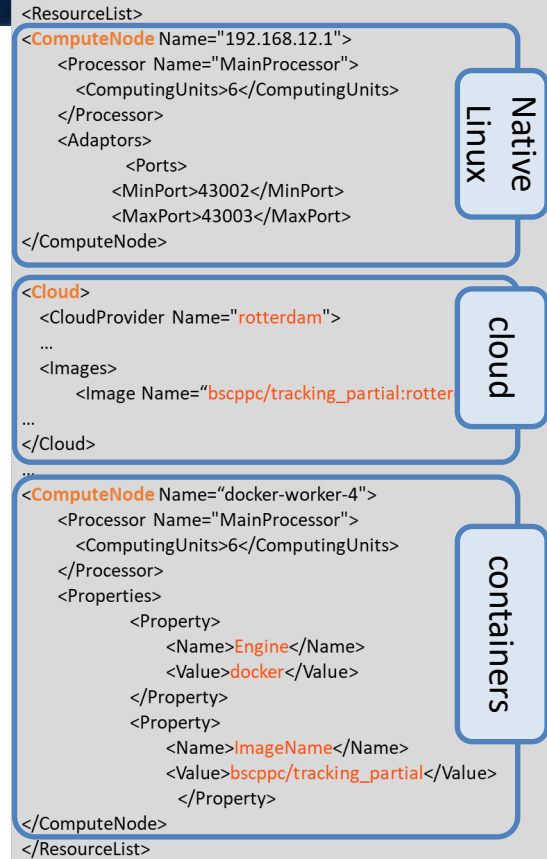 <ResourceList>
<ComputeNode Name="192.168.12.1">
<Processor Name="MainProcessor">
<ComputingUnits>6</ComputingUnits>
</Processor>
<Adaptors>
<Ports>
<MinPort>43002</MinPort>
<MaxPort>43003</MaxPort>
</ComputeNode>
Native
Linux
<Cloud>
<CloudProvider Name="rotterdam">
...
<Images>
<Image Name=“bscppc/tracking_partial:rotter
...
</Cloud>
cloud
...
<ComputeNode Name=“docker-worker-4">
<Processor Name="MainProcessor">
<ComputingUnits>6</ComputingUnits>
</Processor>
<Properties>
<Property>
<Name>Engine</Name>
<Value>docker</Value>
</Property>
<Property>
<Name>ImageName</Name>
<Value>bscppc/tracking_partial</Value>
</Property>
</ComputeNode>
containers
</ResourceList>